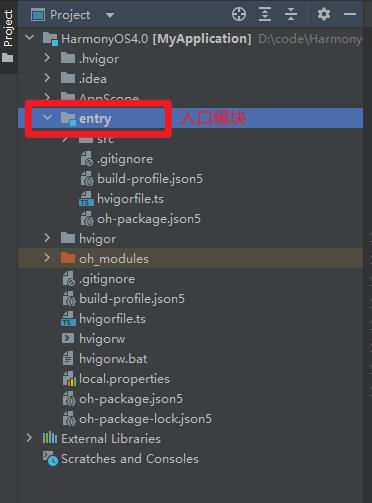 Project
Project
HarmonyOS4.0 [MyApplication] D:\code\Harmony
.hvigor
.idea
AppScope
entry 入口模块
src
.gitignore
build-profile.json5
hvigorfile.ts
oh-package.json5
hvigor
oh_modules
.gitignore
build-profile.json5
hvigorfile.ts
hvigorw
hvigorw.bat
local.properties
oh-package.json5
oh-package-lock.json5
External Libraries
Scratches and Consoles